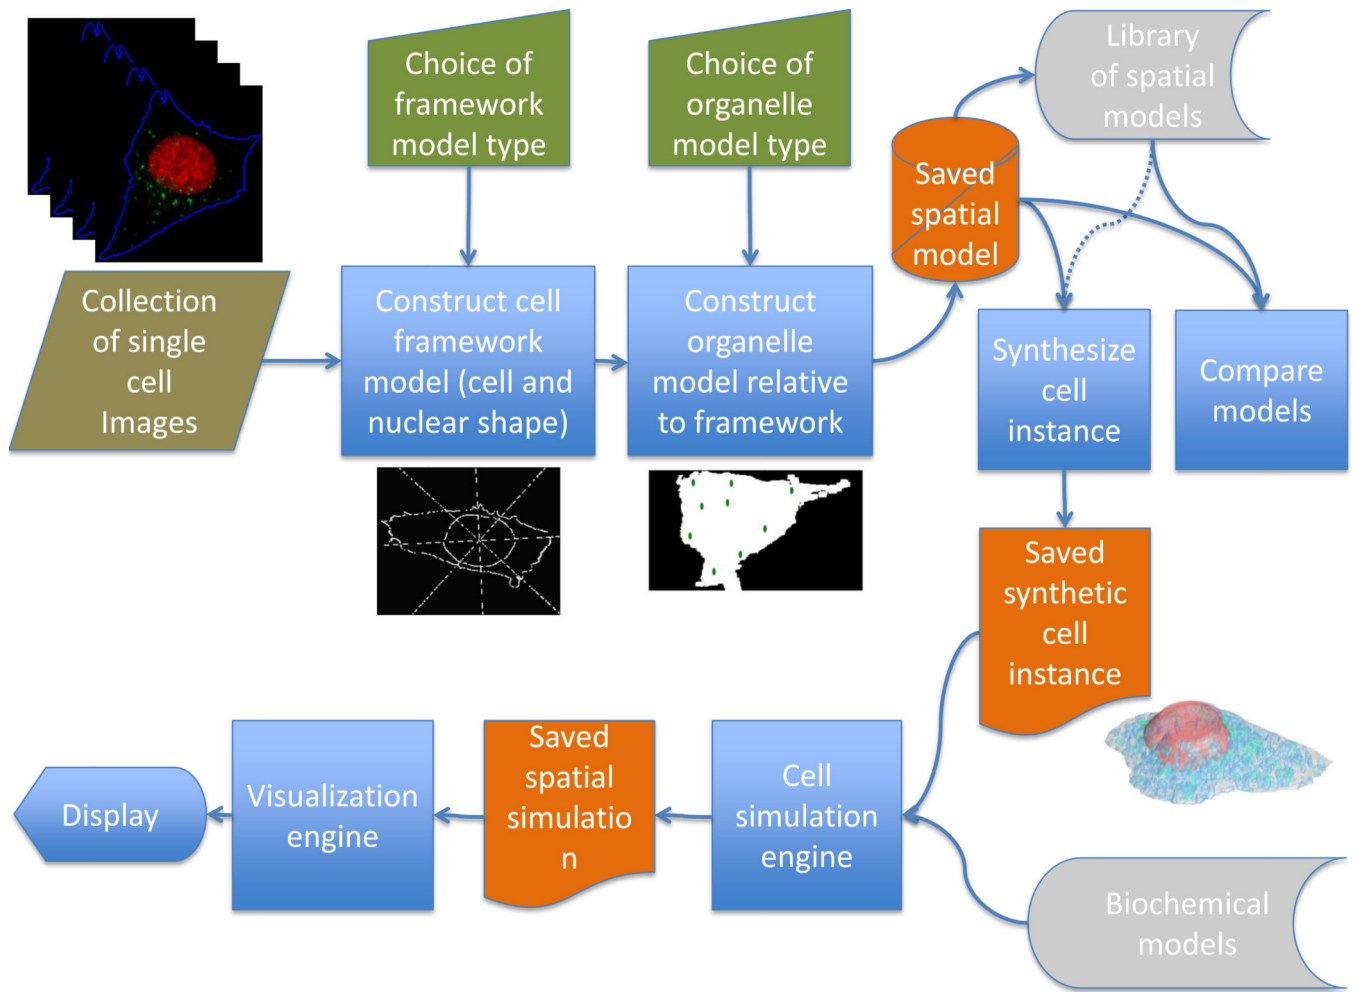 Choice of
framework
model type
Choice of
organelle
model type
Library
of spatial
models
Saved
spatial
model
Collection
of single
cell
Images
Construct cell
framework
model (cell and
nuclear shape)
Construct
organelle
model relative
to framework
Synthesize
cell
instance
Compare
models
Saved
synthetic
cell
instance
Display
Visualization
engine
Saved
spatial
simulatio
n
Cell
simulation
engine
Biochemical
models